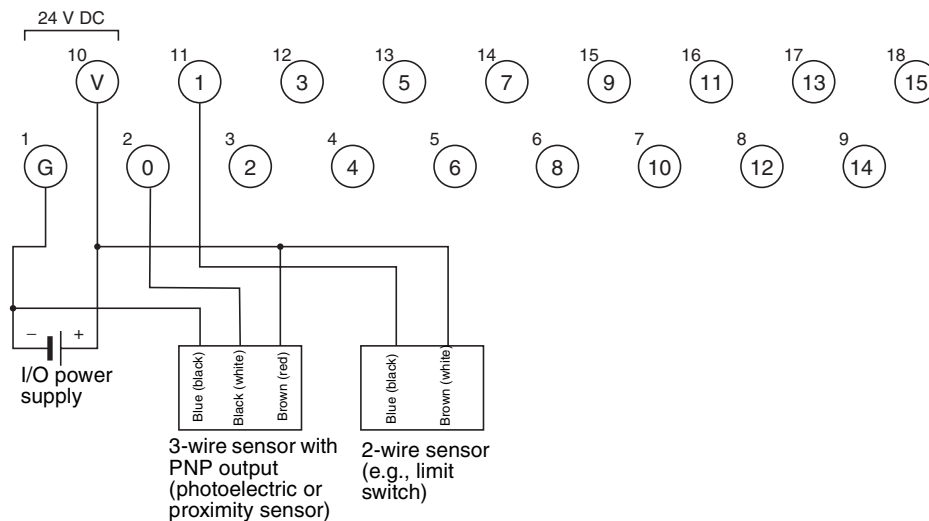 24 V DC
10 11 12 13 14 15 16 17 18
V 1 3 5 7 9 11 13 15
1 2 3 4 5 6 7 8 9
G 0 2 4 6 8 10 12 14
− +
I/O power
supply
Blue (black)
Black (white)
Brown (red)
Blue (black)
Brown (white)
3-wire sensor with
PNP output
(photoelectric or
proximity sensor)
2-wire sensor
(e.g., limit
switch)